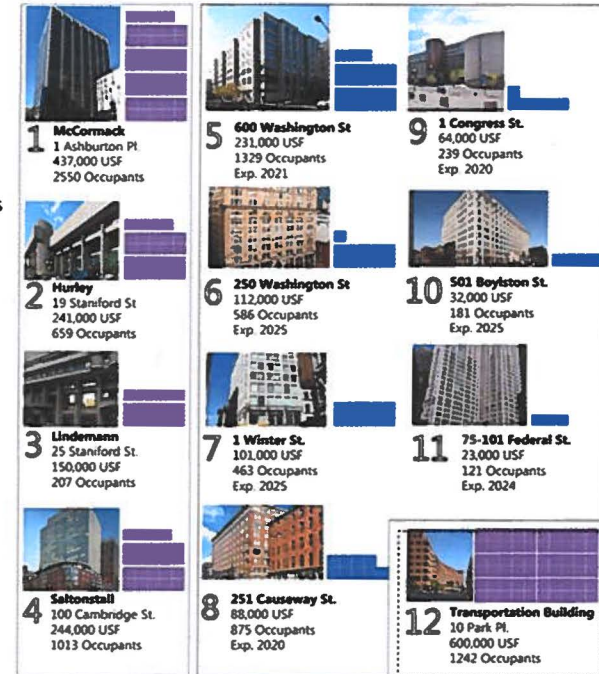 1
McCormack
1 Ashburton Pl.
437,000 USF
2550 Occupants
2
Hurley
19 Staniford St
241,000 USF
659 Occupants
3
Lindemann
25 Staniford St.
150,000 USF
207 Occupants
4
Saltonstall
100 Cambridge St.
244,000 USF
1013 Occupants
5
600 Washington St
231,000 USF
1329 Occupants
Exp. 2021
6
250 Washington St
112,000 USF
586 Occupants
Exp. 2025
7
1 Winter St.
101,000 USF
463 Occupants
Exp. 2025
8
251 Causeway St.
88,000 USF
875 Occupants
Exp. 2020
9
1 Congress St.
64,000 USF
239 Occupants
Exp. 2020
10
501 Boylston St.
32,000 USF
181 Occupants
Exp. 2025
11
75-101 Federal St.
23,000 USF
121 Occupants
Exp. 2024
12
Transportation Building
10 Park Pl.
600,000 USF
1242 Occupants